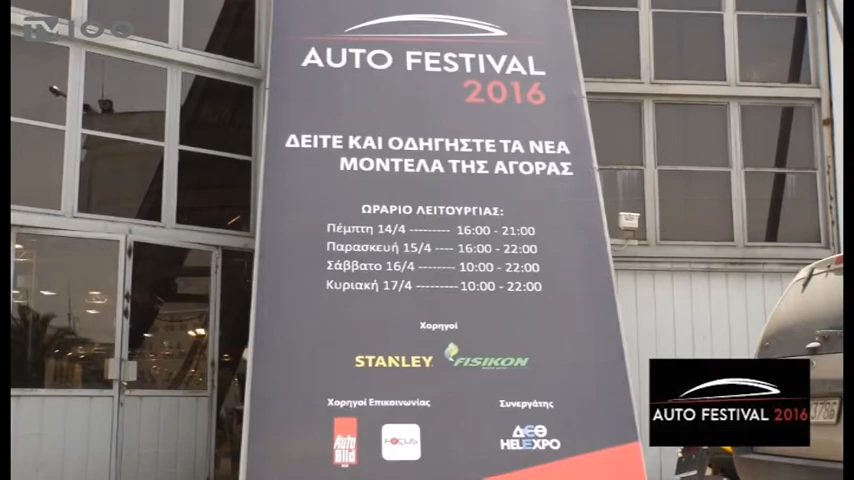 TV100
AUTO FESTIVAL
2016
ΔΕΙΤΕ ΚΑΙ ΟΔΗΓΗΣΤΕ ΤΑ ΝΕΑ
ΜΟΝΤΕΛΑ ΤΗΣ ΑΓΟΡΑΣ
ΩΡΑΡΙΟ ΛΕΙΤΟΥΡΓΙΑΣ:
Πέμπτη 14/4 --------- 16:00 - 21:00
Παρασκευή 15/4 ---- 16:00 - 22:00
Σάββατο 16/4 -------- 10:00 - 22:00
Κυριακή 17/4 --------- 10:00 - 22:00
Χορηγοί
STANLEY FISIKON
Χορηγοί Επικοινωνίας Συνεργάτης
Auto Bild FOCUS ΔΕΘ HELEXPO
AUTO FESTIVAL 2016